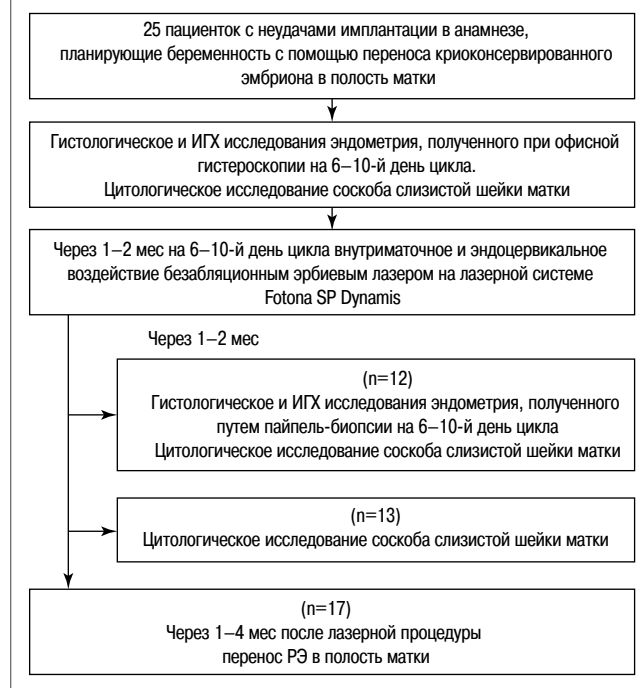 25 пациенток с неудачами имплантации в анамнезе,
планирующие беременность с помощью переноса криоконсервированного
эмбриона в полость матки
Гистологическое и ИГХ исследования эндометрия, полученного при офисной
гистероскопии на 6–10-й день цикла.
Цитологическое исследование соскоба слизистой шейки матки
Через 1–2 мес на 6–10-й день цикла внутриматочное и эндоцервикальное
воздействие безабляционным эрбиевым лазером на лазерной системе
Fotona SP Dynamis
Через 1–2 мес
(n=12)
Гистологическое и ИГХ исследования эндометрия, полученного
путем пайпель-биопсии на 6–10-й день цикла
Цитологическое исследование соскоба слизистой шейки матки
(n=13)
Цитологическое исследование соскоба слизистой шейки матки
(n=17)
Через 1–4 мес после лазерной процедуры
перенос РЭ в полость матки